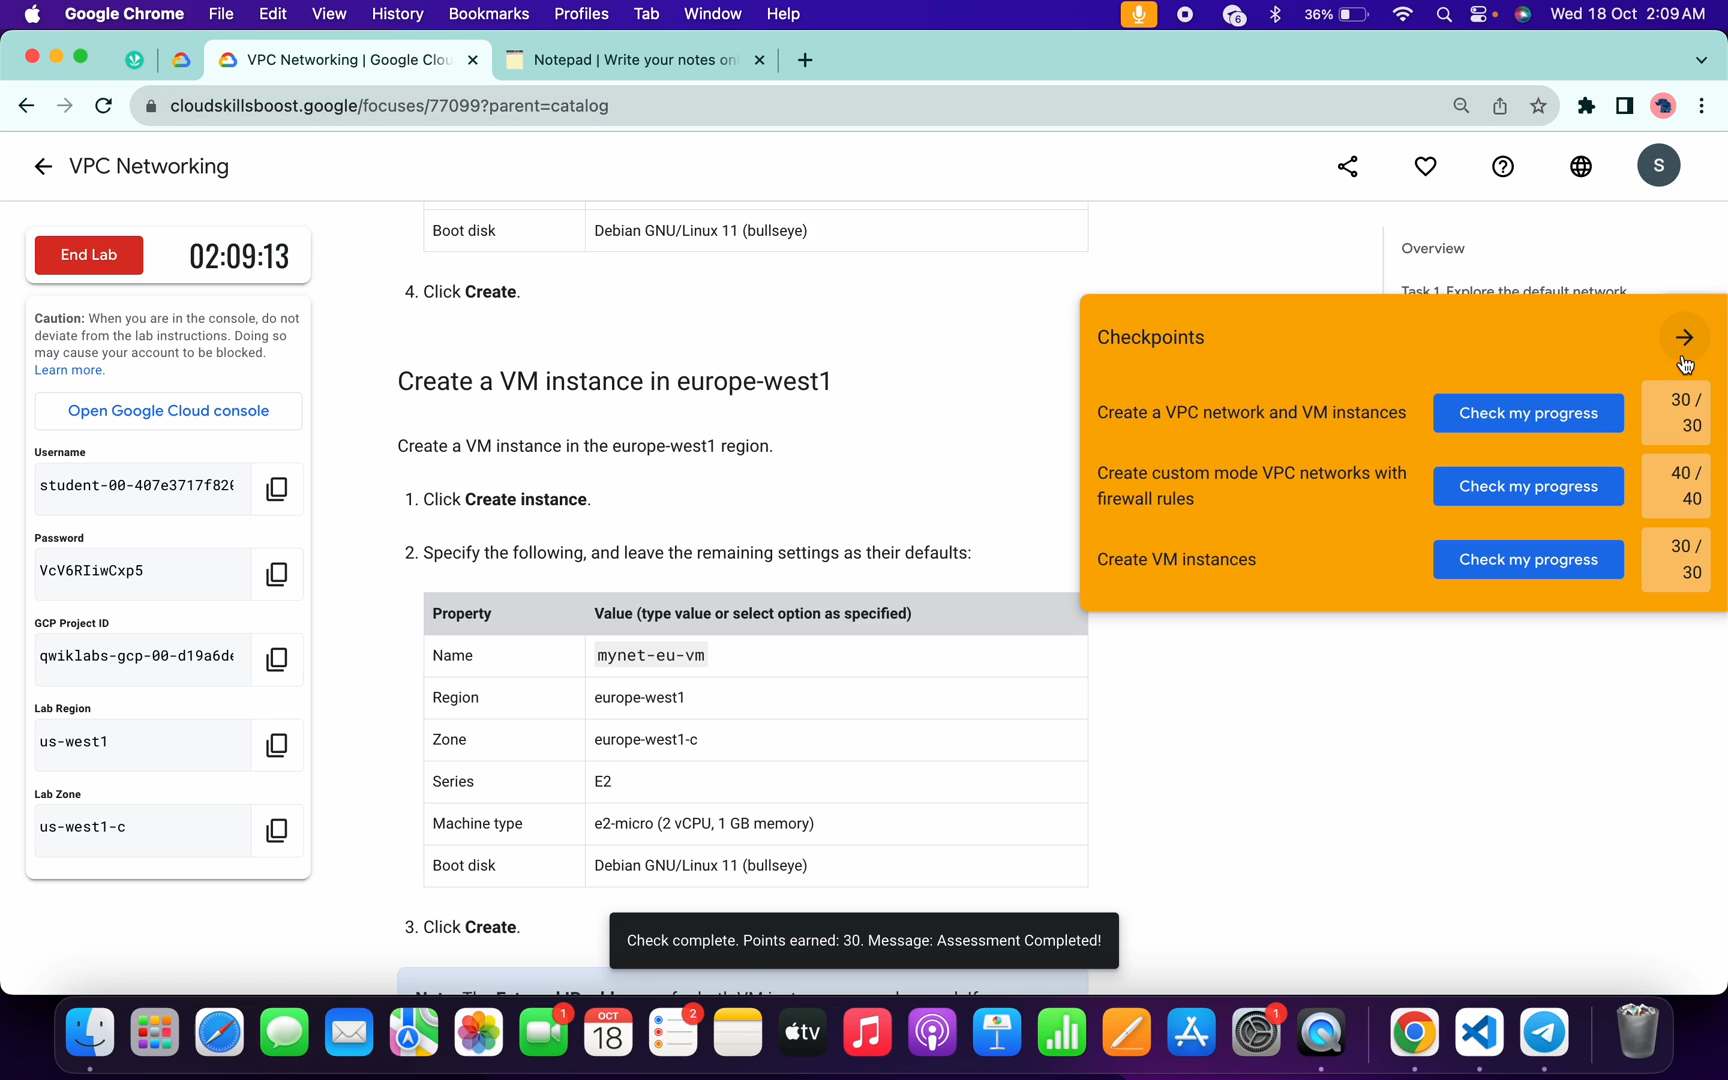 Google Chrome File Edit View History Bookmarks Profiles Tab Window Help
6 36% Wed 18 Oct 2:09 AM
VPC Networking | Google Clou
Notepad | Write your notes on
cloudskillsboost.google/focuses/77099?parent=catalog
VPC Networking
S
End Lab 02:09:13
Caution: When you are in the console, do not
deviate from the lab instructions. Doing so
may cause your account to be blocked.
Learn more.
Open Google Cloud console
Username
student-00-407e3717f82
Password
VcV6RIiwCxp5
GCP Project ID
qwiklabs-gcp-00-d19a6d
Lab Region
us-west1
Lab Zone
us-west1-c
Boot disk Debian GNU/Linux 11 (bullseye)
4. Click Create.
Create a VM instance in europe-west1
Create a VM instance in the europe-west1 region.
1. Click Create instance.
2. Specify the following, and leave the remaining settings as their defaults:
Property Value (type value or select option as specified)
Name mynet-eu-vm
Region europe-west1
Zone europe-west1-c
Series E2
Machine type e2-micro (2 vCPU, 1 GB memory)
Boot disk Debian GNU/Linux 11 (bullseye)
3. Click Create.
Overview
Task 1. Explore the default network
Checkpoints
Create a VPC network and VM instances Check my progress 30 /
30
Create custom mode VPC networks with
firewall rules Check my progress 40 /
40
Create VM instances Check my progress 30 /
30
Check complete. Points earned: 30. Message: Assessment Completed!
1
OCT
18
2
tv
1